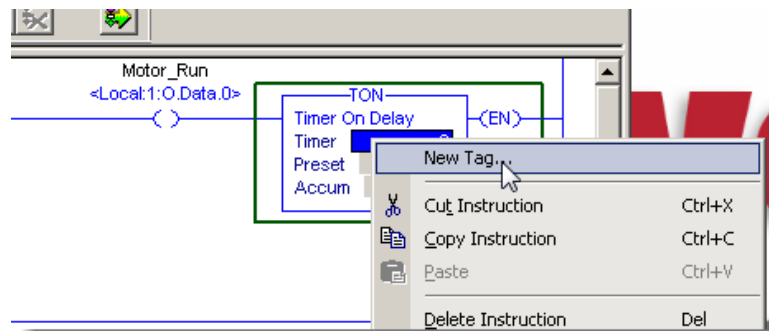 Motor_Run
<Local:1:O.Data.0>
TON
Timer On Delay
EN
Timer ?
Preset
Accum
New Tag...
Cut Instruction Ctrl+X
Copy Instruction Ctrl+C
Paste Ctrl+V
Delete Instruction Del